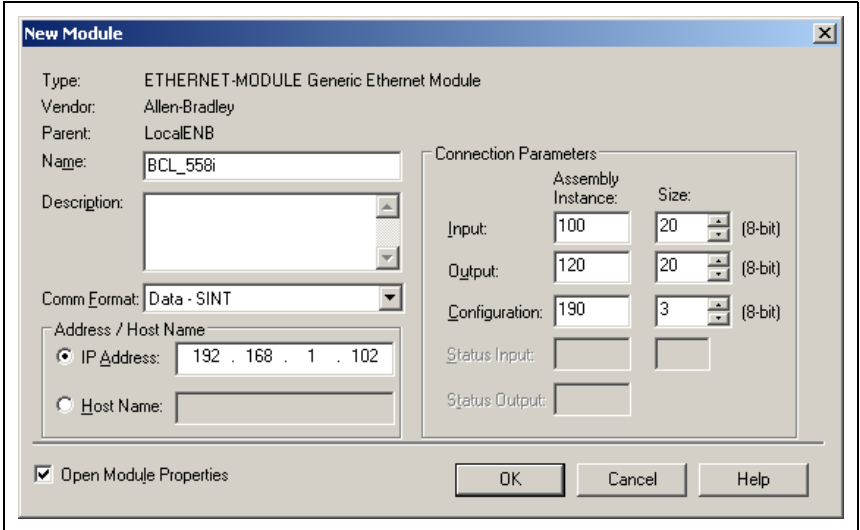 New Module
Type: ETHERNET-MODULE Generic Ethernet Module
Vendor: Allen-Bradley
Parent: LocalENB
Name: BCL_558i
Description:
Comm Format: Data - SINT
Address / Host Name
IP Address: 192 . 168 . 1 . 102
Host Name:
Connection Parameters
Assembly
Instance: Size:
Input: 100 20 (8-bit)
Output: 120 20 (8-bit)
Configuration: 190 3 (8-bit)
Status Input:
Status Output:
Open Module Properties
OK Cancel Help